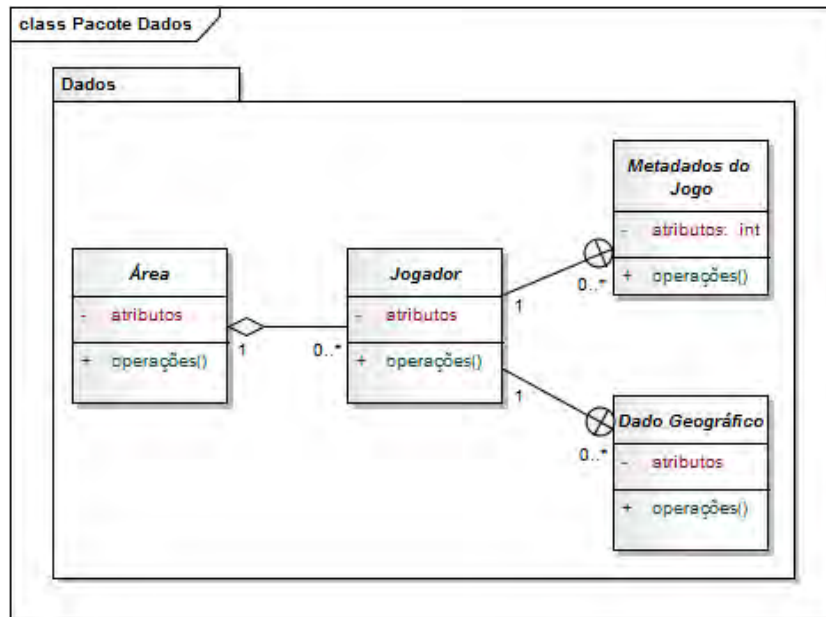 class Pacote Dados
Dados
Metadados do
Jogo
- atributos: int
+ operações()
0..*
1
Área
- atributos
+ operações()
1
Jogador
- atributos
+ operações()
0..*
1
Dado Geográfico
- atributos
+ operações()
0..*